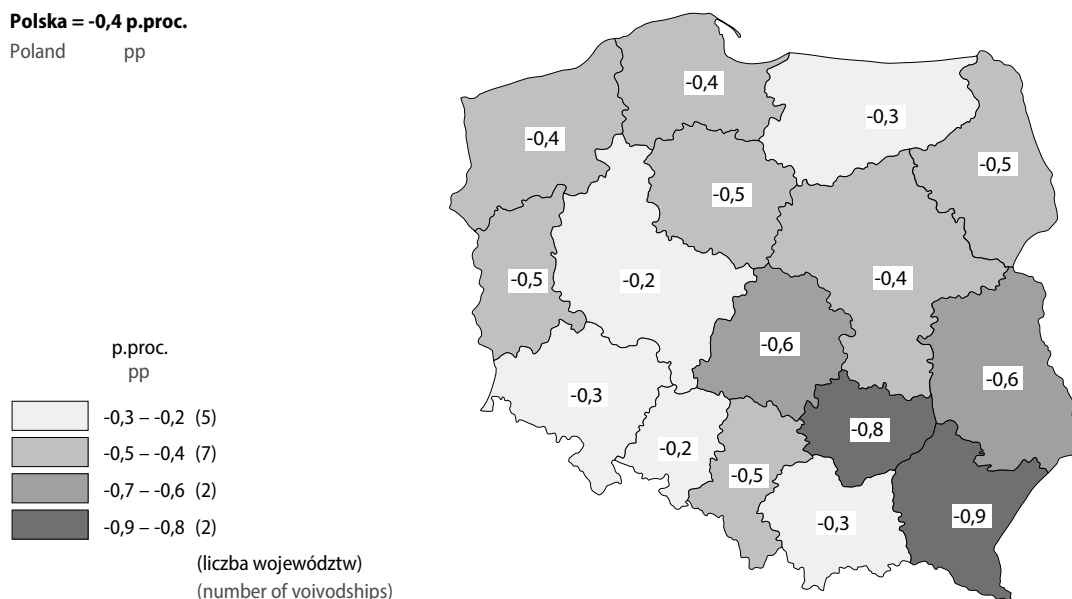 Polska = -0,4 p.proc.
Poland pp
-0,4
-0,3
-0,4
-0,5
-0,5
-0,5
-0,2
-0,4
-0,6
-0,6
-0,3
-0,8
-0,2
-0,5
-0,9
-0,3
p.proc.
pp
-0,3 – -0,2 (5)
-0,5 – -0,4 (7)
-0,7 – -0,6 (2)
-0,9 – -0,8 (2)
(liczba województw)
(number of voivodships)